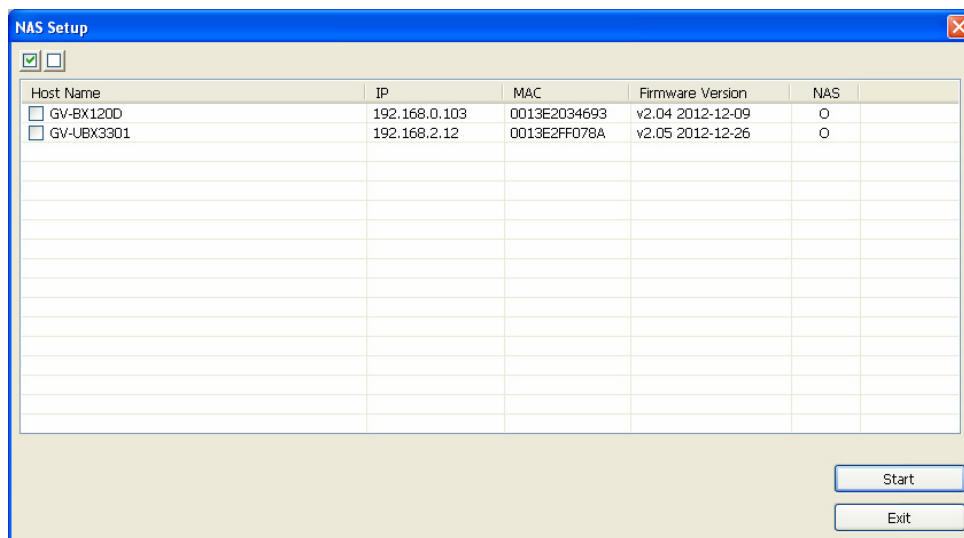 NAS Setup
Host Name IP MAC Firmware Version NAS
GV-BX120D 192.168.0.103 0013E2034693 v2.04 2012-12-09 O
GV-UBX3301 192.168.2.12 0013E2FF078A v2.05 2012-12-26 O
Start
Exit